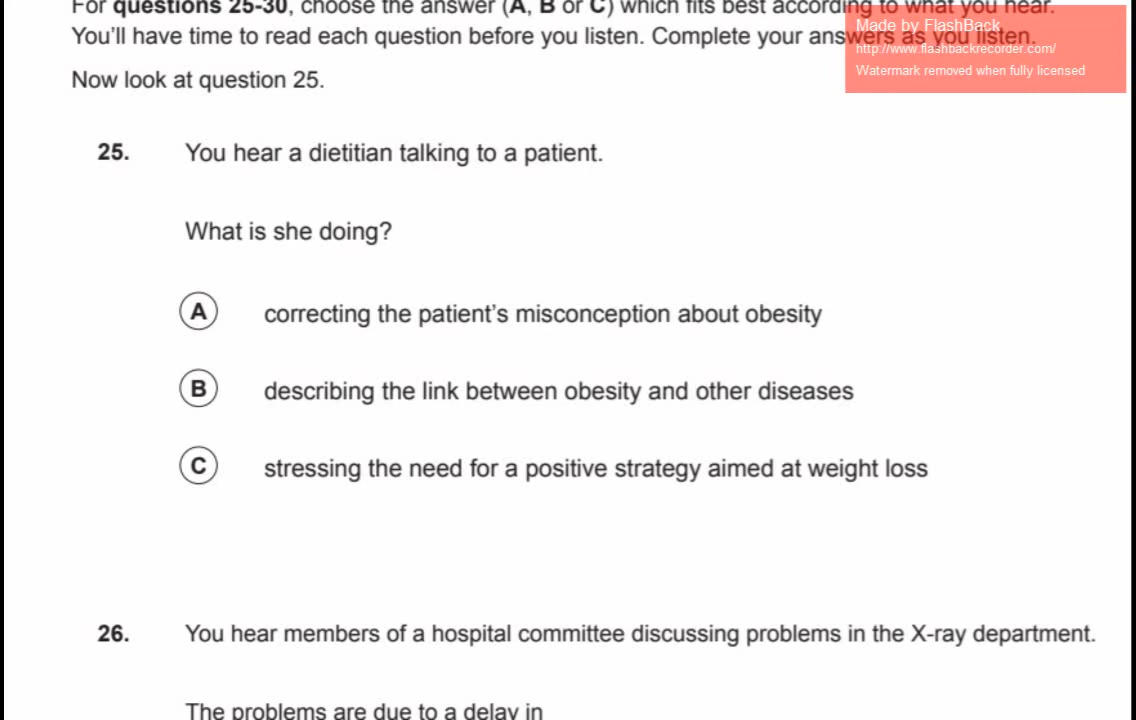 For questions 25-30, choose the answer (A, B or C) which fits best according to what you hear.
You'll have time to read each question before you listen. Complete your answers as you listen.
Now look at question 25.
Made by FlashBack
http://www.flashbackrecorder.com/
Watermark removed when fully licensed
25. You hear a dietitian talking to a patient.
What is she doing?
A correcting the patient's misconception about obesity
B describing the link between obesity and other diseases
C stressing the need for a positive strategy aimed at weight loss
26. You hear members of a hospital committee discussing problems in the X-ray department.
The problems are due to a delay in